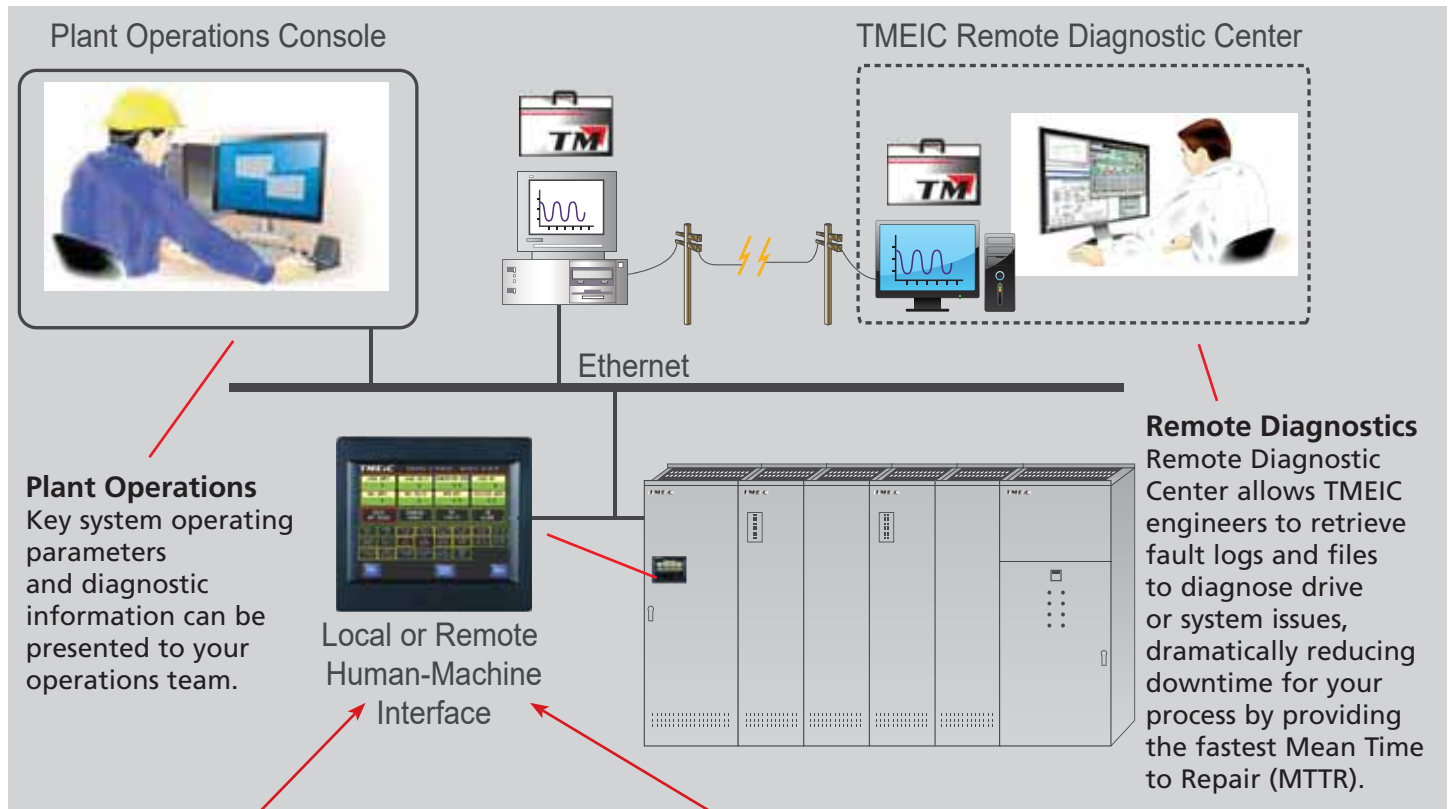 Plant Operations Console
TMEIC Remote Diagnostic Center
TM
TM
Ethernet
Plant Operations
Key system operating
parameters
and diagnostic
information can be
presented to your
operations team.
TMEIC
Local or Remote
Human-Machine
Interface
TMEIC
TMEIC
TMEIC
TMEIC
Remote Diagnostics
Remote Diagnostic
Center allows TMEIC
engineers to retrieve
fault logs and files
to diagnose drive
or system issues,
dramatically reducing
downtime for your
process by providing
the fastest Mean Time
to Repair (MTTR).